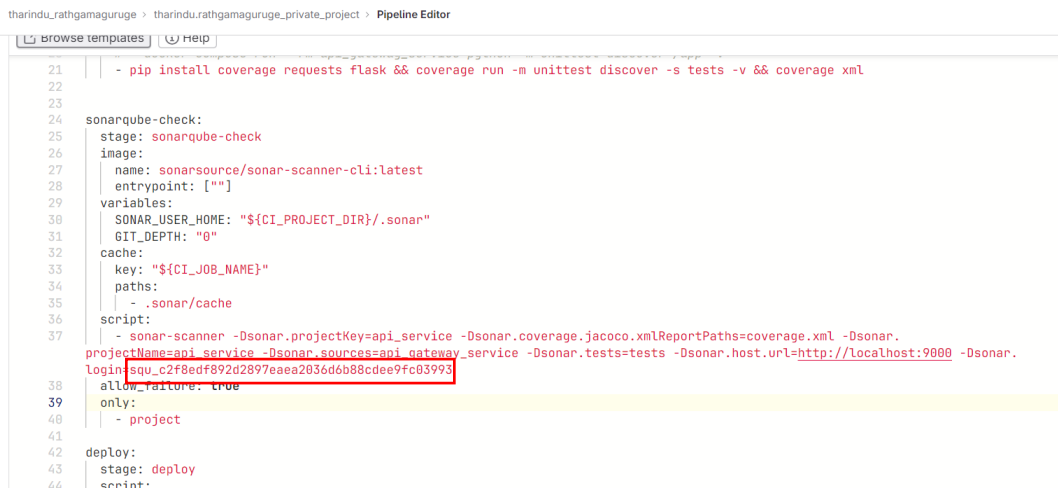 tharindu_rathgamaguruge > tharindu.rathgamaguruge_private_project > Pipeline Editor
Browse templates Help
21 - pip install coverage requests flask && coverage run -m unittest discover -s tests -v && coverage xml
22
23
24 sonarqube-check:
25 stage: sonarqube-check
26 image:
27 name: sonarsource/sonar-scanner-cli:latest
28 entrypoint: [""]
29 variables:
30 SONAR_USER_HOME: "${CI_PROJECT_DIR}/.sonar"
31 GIT_DEPTH: "0"
32 cache:
33 key: "${CI_JOB_NAME}"
34 paths:
35 - .sonar/cache
36 script:
37 - sonar-scanner -Dsonar.projectKey=api_service -Dsonar.coverage.jacoco.xmlReportPaths=coverage.xml -Dsonar.
projectName=api_service -Dsonar.sources=api_gateway_service -Dsonar.tests=tests -Dsonar.host.url=http://localhost:9000 -Dsonar.
login=squ_c2f8edf892d2897eaea2036d6b88cdee9fc03993
38 allow_failure: true
39 only:
40 - project
41
42 deploy:
43 stage: deploy
44 script: